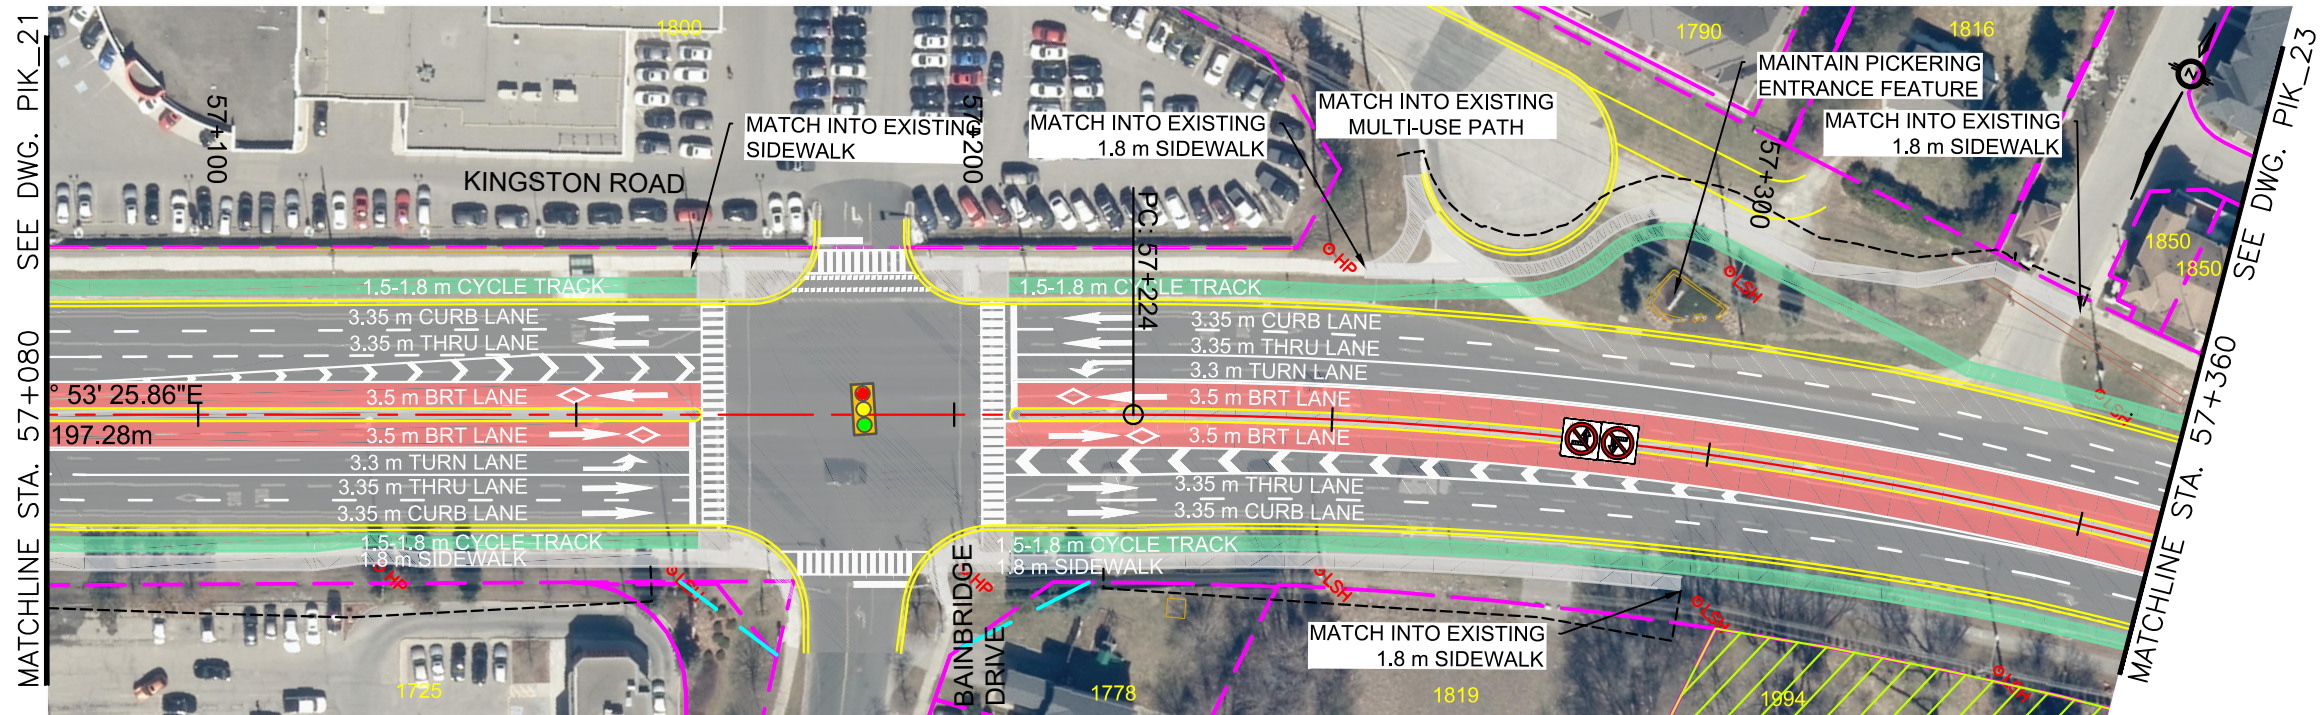 SEE DWG. PIK_21
MATCHLINE STA. 57+080
1800
57+100
KINGSTON ROAD
MATCH INTO EXISTING
SIDEWALK
57+200
MATCH INTO EXISTING
1.8 m SIDEWALK
MATCH INTO EXISTING
MULTI-USE PATH
1790
MAINTAIN PICKERING
ENTRANCE FEATURE
1816
MATCH INTO EXISTING
1.8 m SIDEWALK
57+300
N
SEE DWG. PIK_23
MATCHLINE STA. 57+360
1850
1850
PC: 57+224
HP
LSH
LSH
1.5-1.8 m CYCLE TRACK
3.35 m CURB LANE
3.35 m THRU LANE
3.5 m BRT LANE
° 53' 25.86"E
197.28m
3.5 m BRT LANE
3.3 m TURN LANE
3.35 m THRU LANE
3.35 m CURB LANE
1.5-1.8 m CYCLE TRACK
1.8 m SIDEWALK
HP
LSH
1725
1.5-1.8 m CYCLE TRACK
3.35 m CURB LANE
3.35 m THRU LANE
3.3 m TURN LANE
3.5 m BRT LANE
3.5 m BRT LANE
3.35 m THRU LANE
3.35 m CURB LANE
1.5-1.8 m CYCLE TRACK
1.8 m SIDEWALK
HP
BAINBRIDGE
DRIVE
LSH
LSH
LSH
MATCH INTO EXISTING
1.8 m SIDEWALK
1778
1819
1994